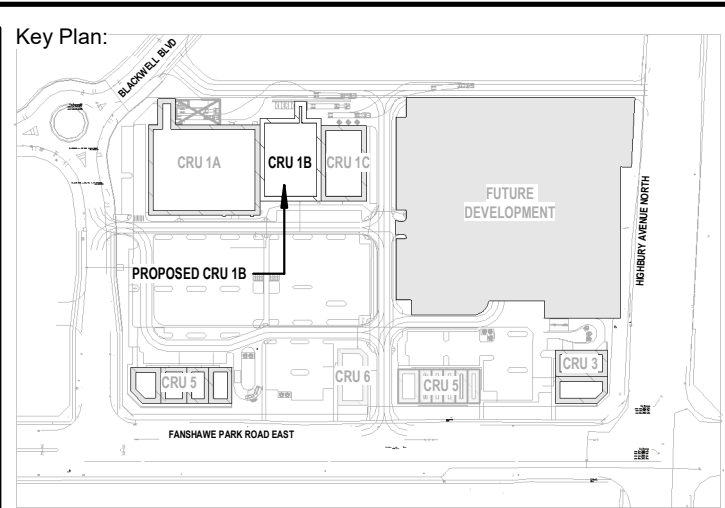 Key Plan:
BLACKWELL BLVD
CRU 1A
CRU 1B
CRU 1C
FUTURE
DEVELOPMENT
HIGHBURY AVENUE NORTH
PROPOSED CRU 1B
CRU 5
CRU 6
CRU 5
CRU 3
FANSHAWE PARK ROAD EAST